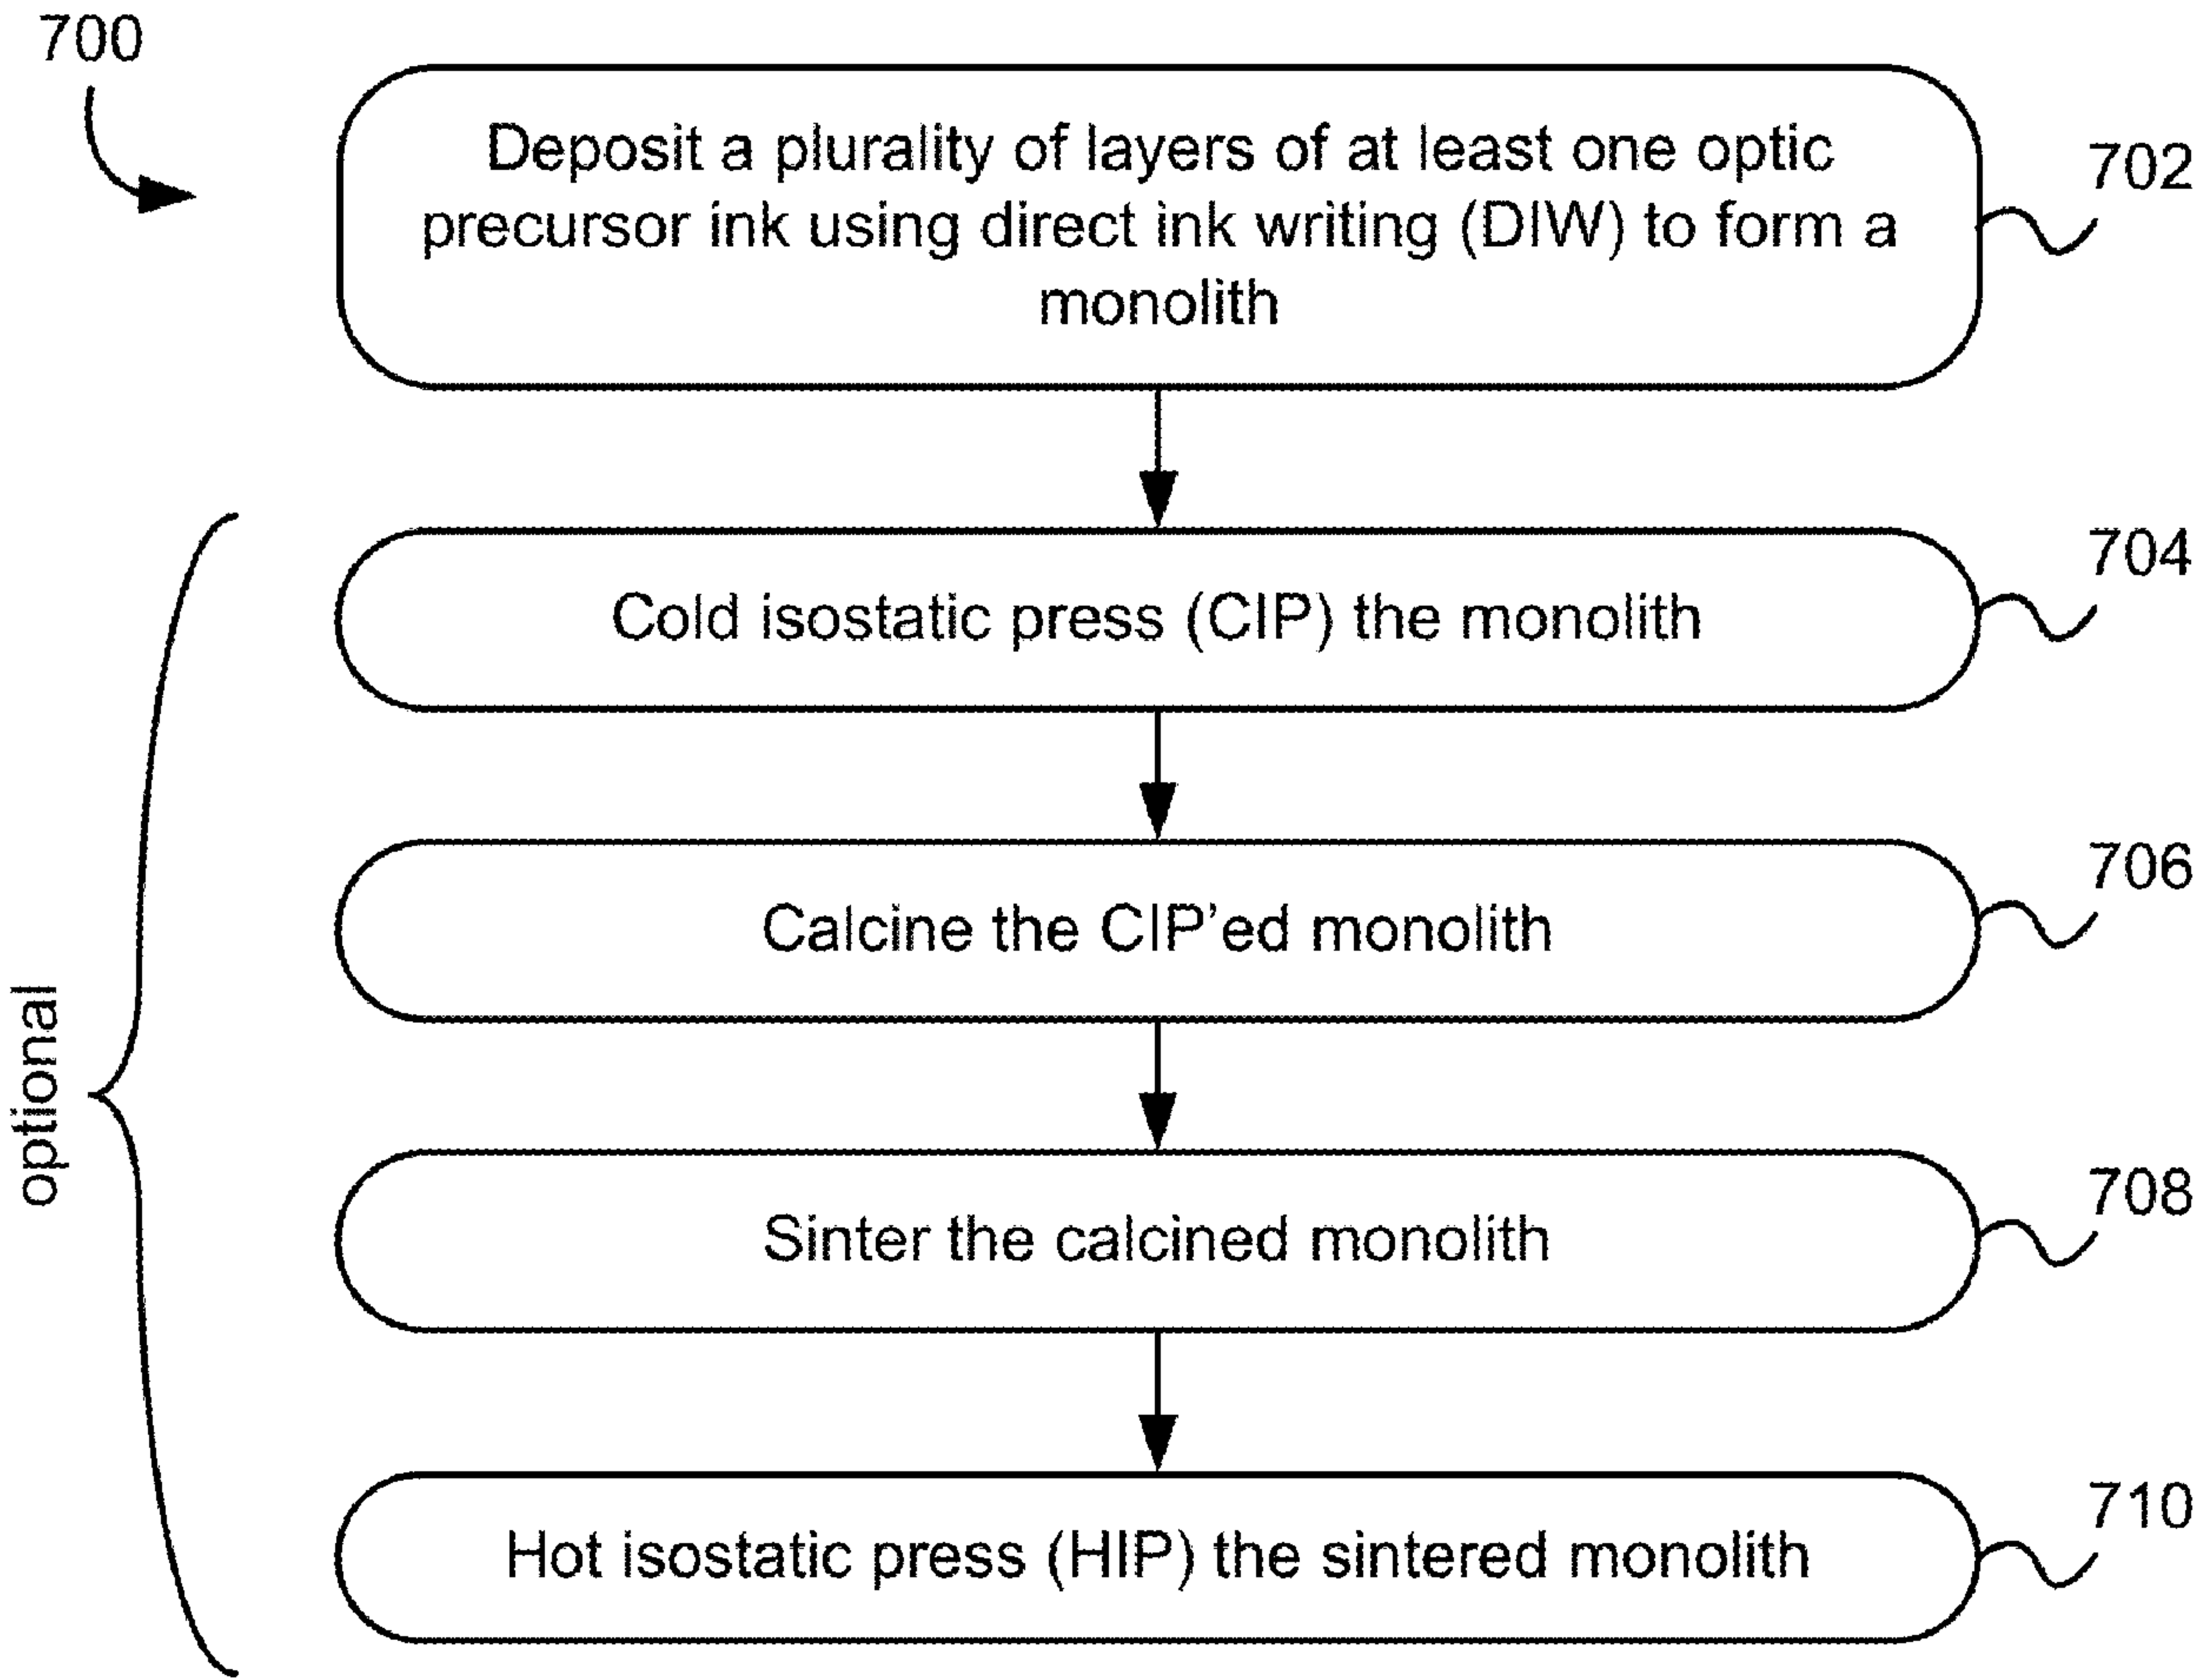 700
Deposit a plurality of layers of at least one optic
precursor ink using direct ink writing (DIW) to form a
monolith
702
Cold isostatic press (CIP) the monolith
704
Calcine the CIP’ed monolith
706
optional
Sinter the calcined monolith
708
Hot isostatic press (HIP) the sintered monolith
710